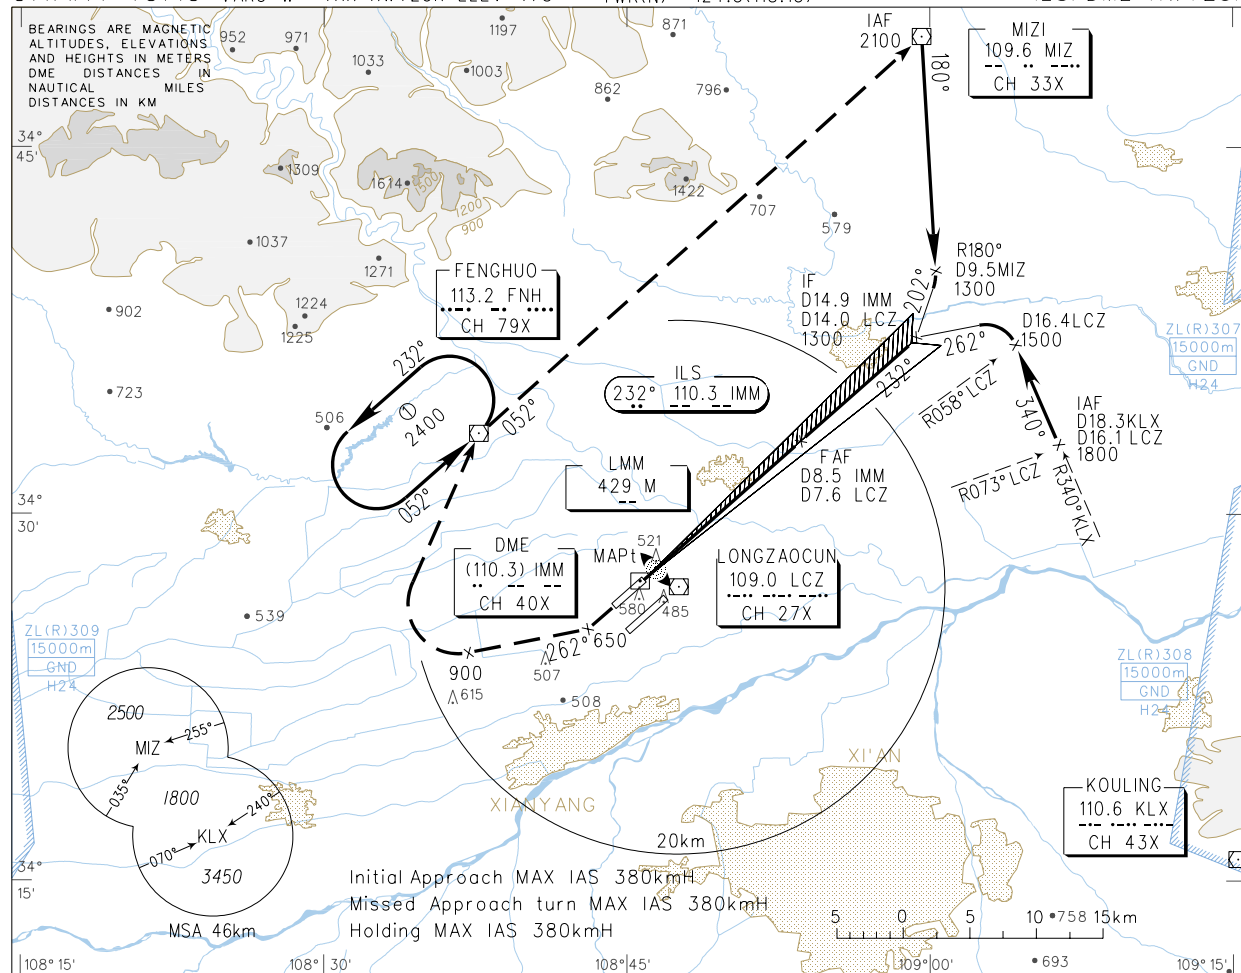 BEARINGS ARE MAGNETIC
ALTITUDES, ELEVATIONS
AND HEIGHTS IN METERS
DME DISTANCES IN
NAUTICAL MILES
DISTANCES IN KM
952
971
1033
1197
1003
871
862
796
IAF
2100
180°
MIZI
109.6 MIZ
CH 33X
34°
45'
1309
1614
1500
1200
900
1422
707
579
1037
1271
902
1224
1225
723
506
FENGHUO
113.2 FNH
CH 79X
R180°
D9.5MIZ
1300
202°
IF
D14.9 IMM
D14.0 LCZ
1300
D16.4LCZ
1500
262°
232°
ZL(R)307
15000m
GND
H24
ILS
232° 110.3 IMM
R058°LCZ
340°
IAF
D18.3KLX
D16.1 LCZ
1800
R073°LCZ
R340°KLX
232°
1
2400
052°
052°
FAF
D8.5 IMM
D7.6 LCZ
LMM
429 M
34°
30'
DME
(110.3) IMM
CH 40X
MAPt
521
580
485
LONGZAOCUN
109.0 LCZ
CH 27X
539
ZL(R)309
15000m
GND
H24
900
262°
650
507
615
508
ZL(R)308
15000m
GND
H24
2500
MIZ
255°
035°
1800
240°
KLX
070°
3450
MSA 46km
XIANYANG
XI'AN
20km
KOULING
110.6 KLX
CH 43X
34°
15'
Initial Approach MAX IAS 380kmH
Missed Approach turn MAX IAS 380kmH
Holding MAX IAS 380kmH
5 0 5 10 15km
758
693
108°15'
108°30'
108°45'
109°00'
109°15'